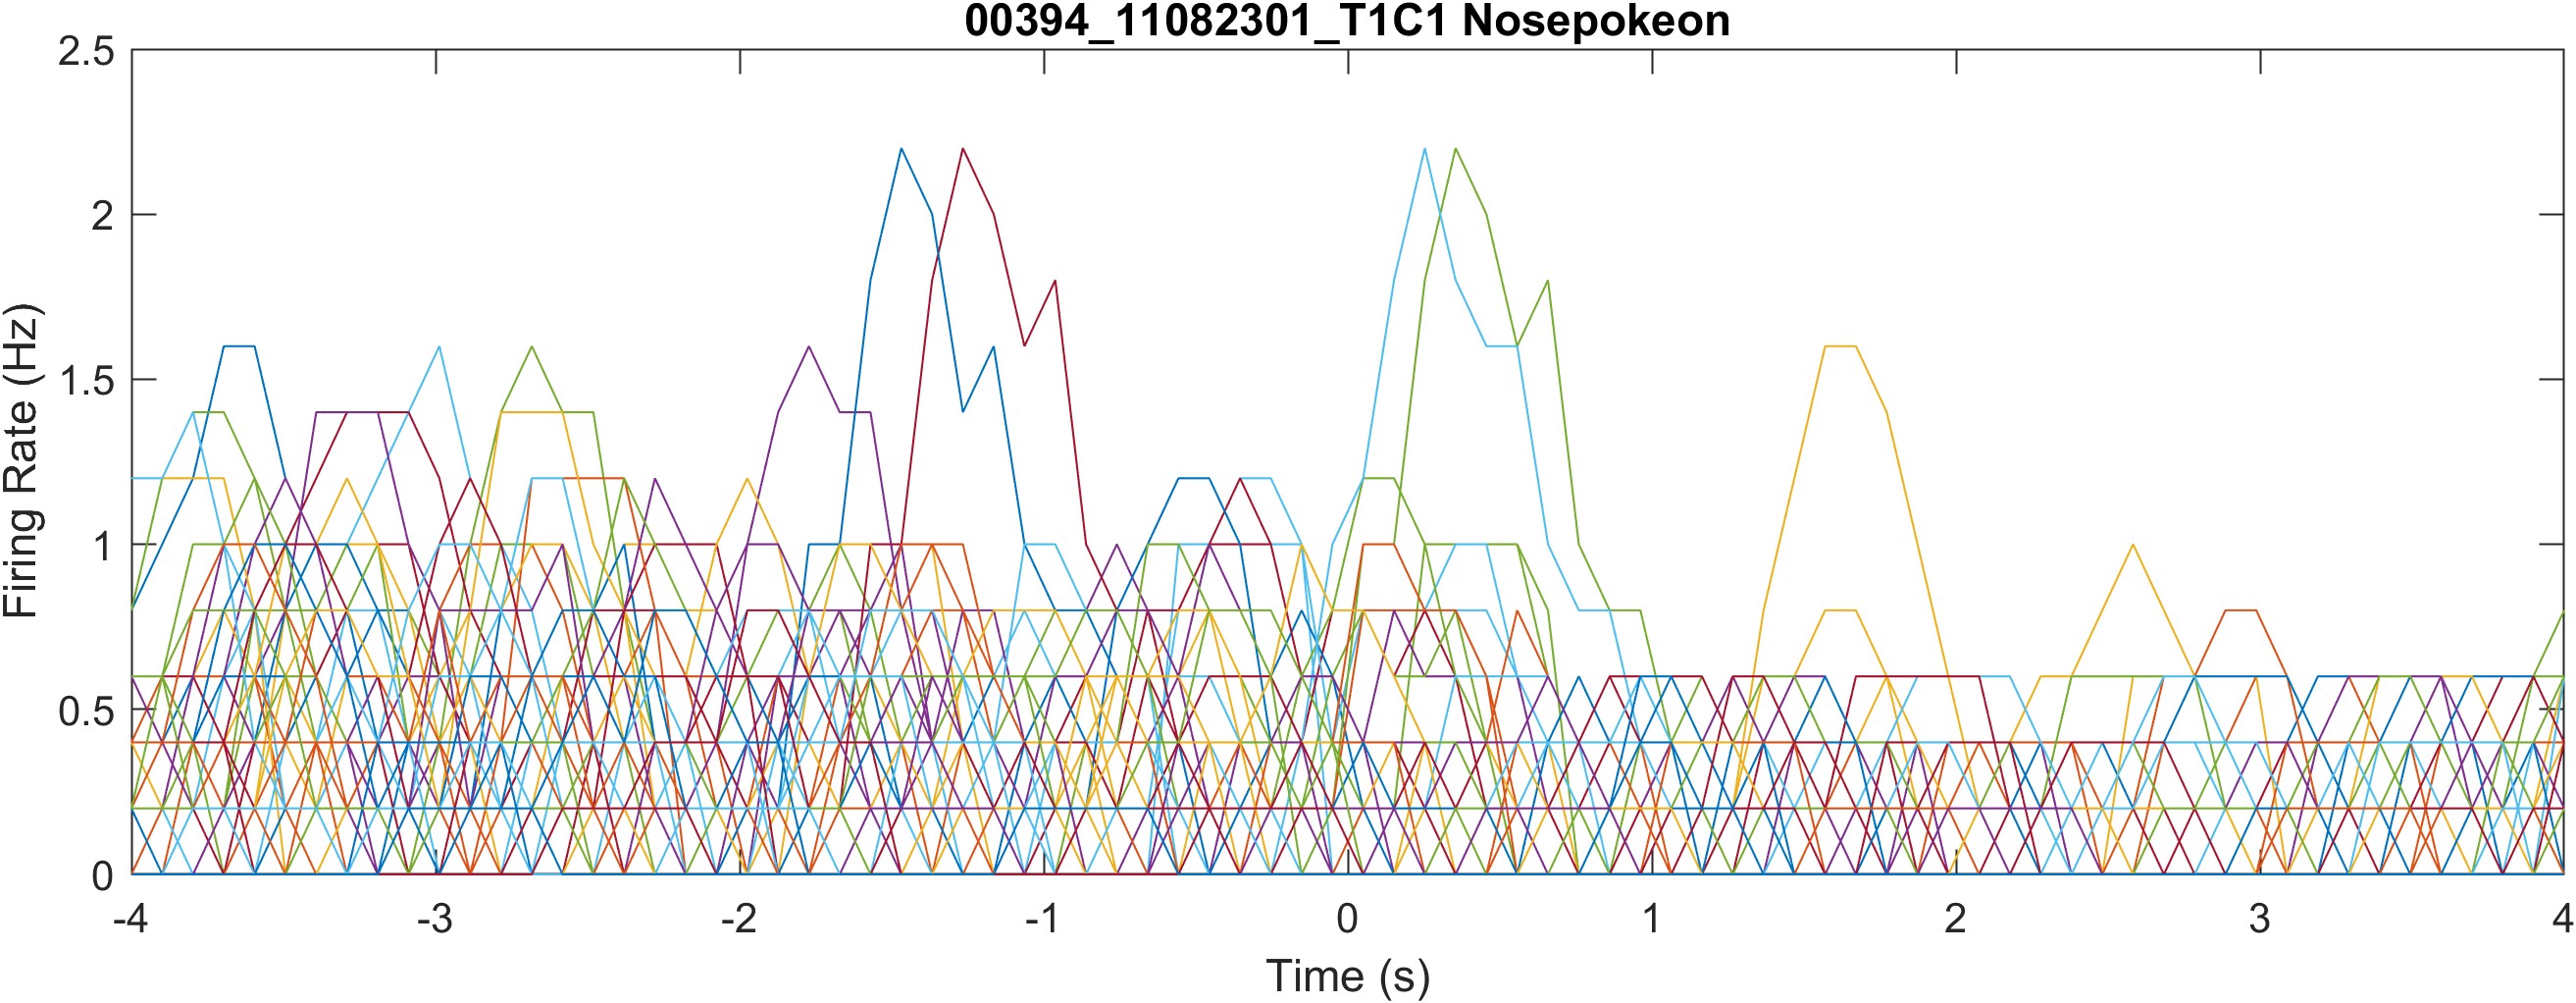 00394_11082301_T1C1 Nosepokeon
2.5
2
1.5
1
0.5
0
Firing Rate (Hz)
-4 -3 -2 -1 0 1 2 3 4
Time (s)